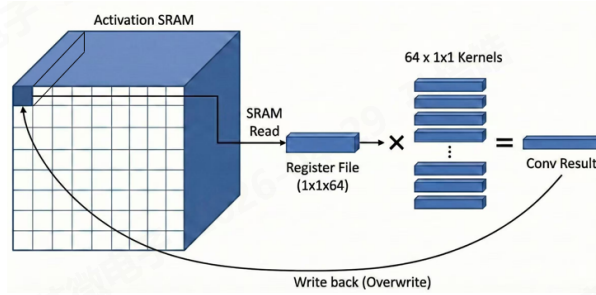 Activation SRAM
64 x 1x1 Kernels
SRAM
Read
Register File
(1x1x64)
×
=
Conv Result
Write back (Overwrite)